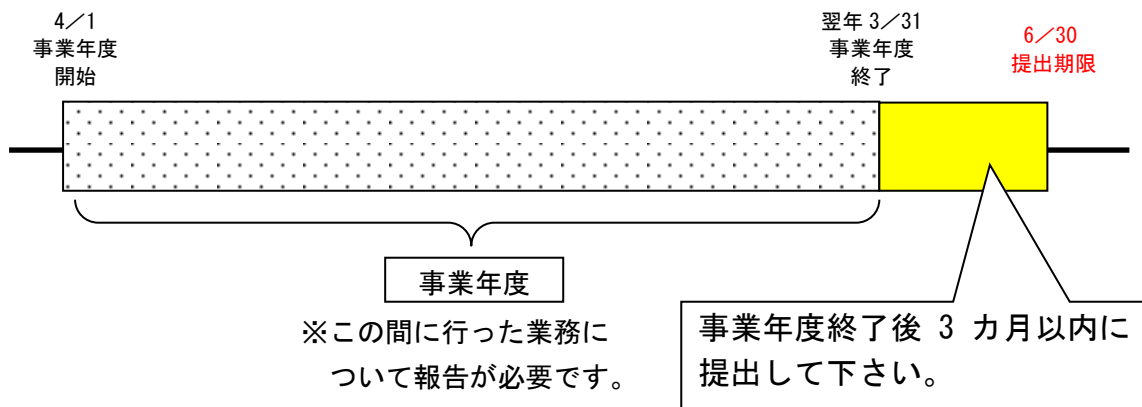 4／1
事業年度
開始
翌年 3／31
事業年度
終了
6／30
提出期限
事業年度
※この間に行った業務に
ついて報告が必要です。
事業年度終了後 3 カ月以内に
提出して下さい。